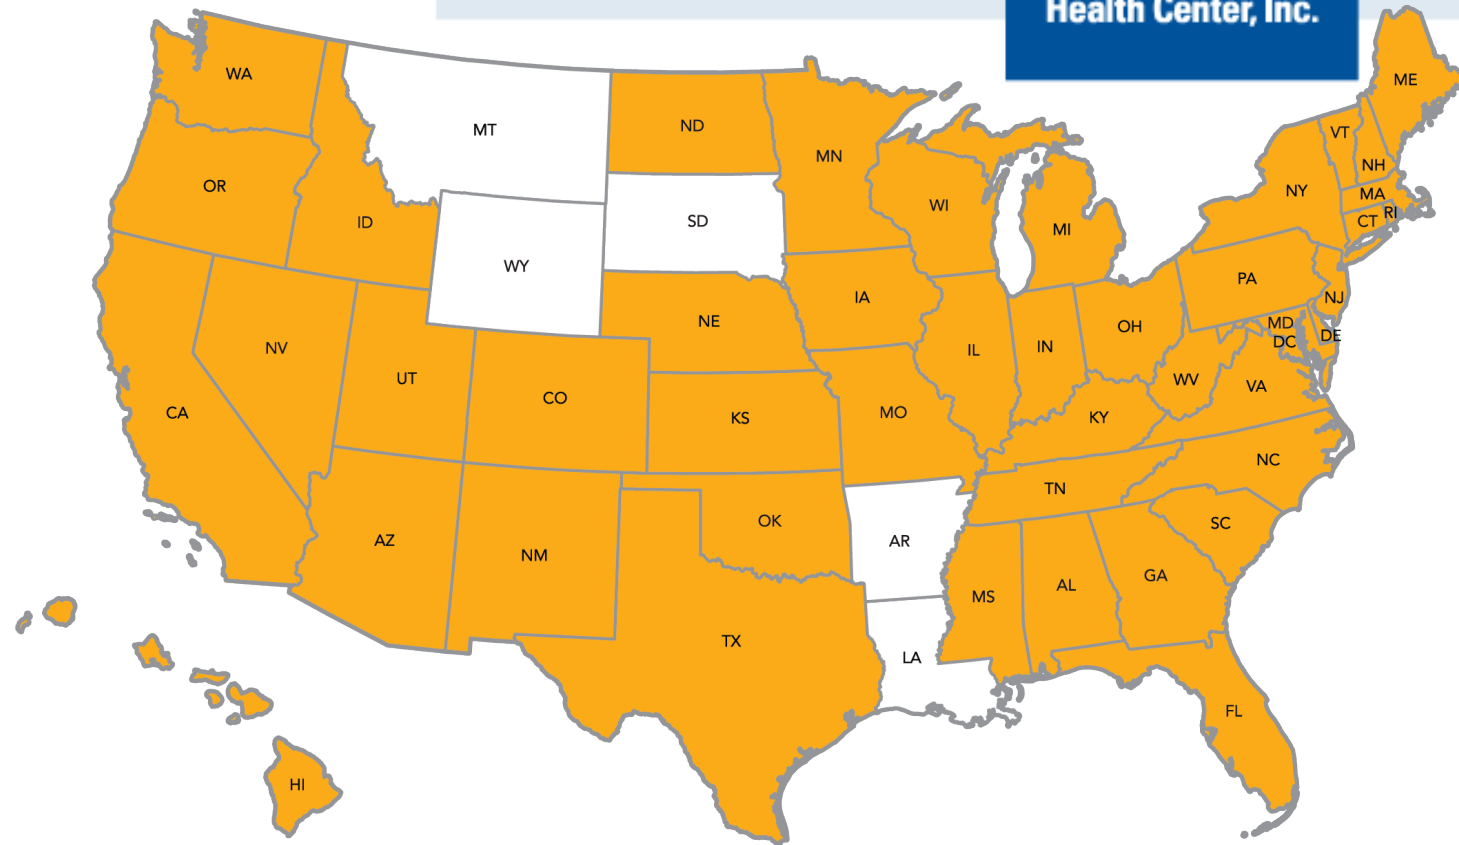 Health Center, Inc.
ME
WA
MT
ND
MN
VT
NH
OR
ID
SD
WI
MI
NY
MA
CT
RI
WY
IA
PA
NJ
NE
OH
MD
DE
DC
NV
UT
CO
KS
MO
IL
IN
WV
VA
CA
KY
NC
TN
SC
AZ
NM
OK
AR
MS
AL
GA
TX
LA
FL
HI